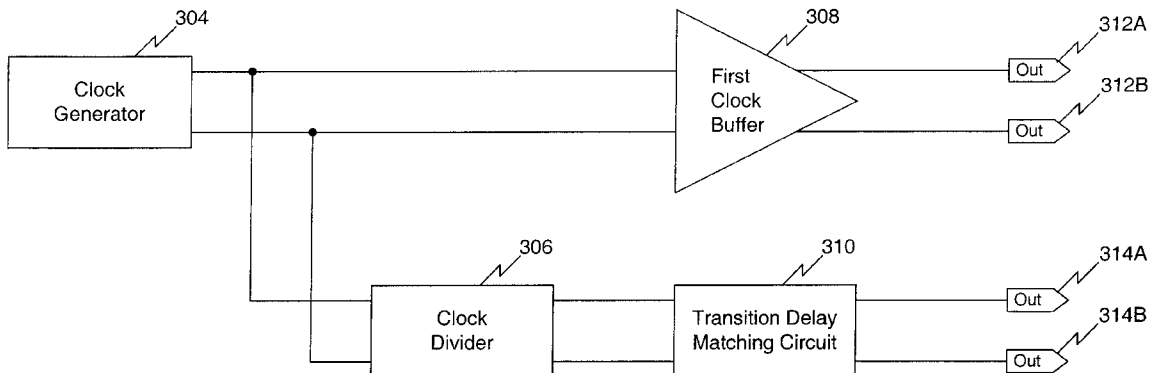 304
308
312A
Clock
Generator
First
Clock
Buffer
Out
312B
Out
306
310
314A
Clock
Divider
Transition Delay
Matching Circuit
Out
314B
Out